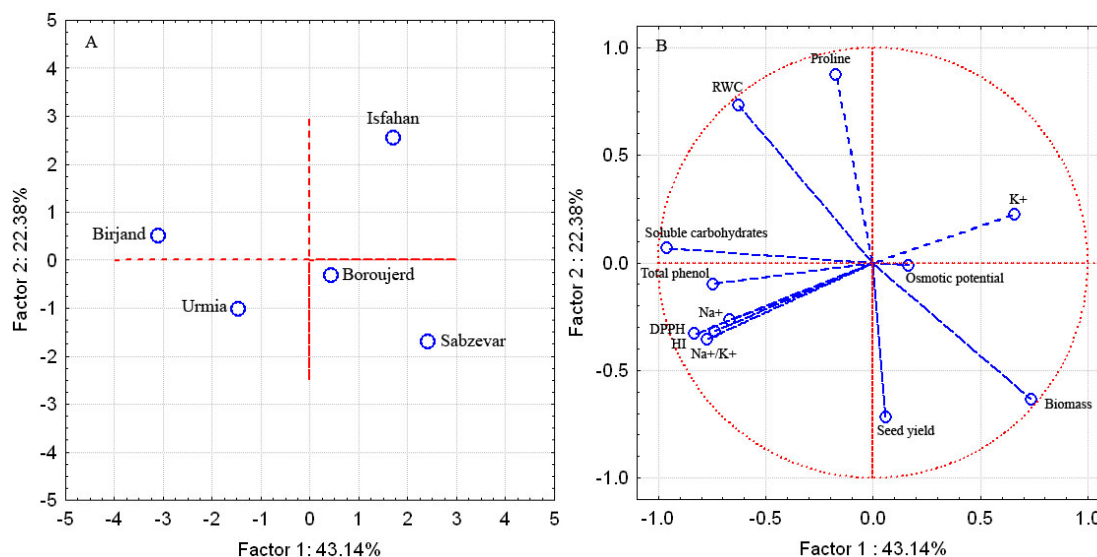 A
5
4
3
2
1
0
-1
-2
-3
-4
-5
-5 -4 -3 -2 -1 0 1 2 3 4 5
Factor 1: 43.14%
Factor 2: 22.38%
Isfahan
Birjand
Boroujerd
Urmia
Sabzevar
B
1.0
0.5
0.0
-0.5
-1.0
-1.0 -0.5 0.0 0.5 1.0
Factor 1 : 43.14%
Factor 2 : 22.38%
Proline
RWC
K+
Soluble carbohydrates
Total phenol
Osmotic potential
Na+
DPPH
HI
Na+/K+
Biomass
Seed yield